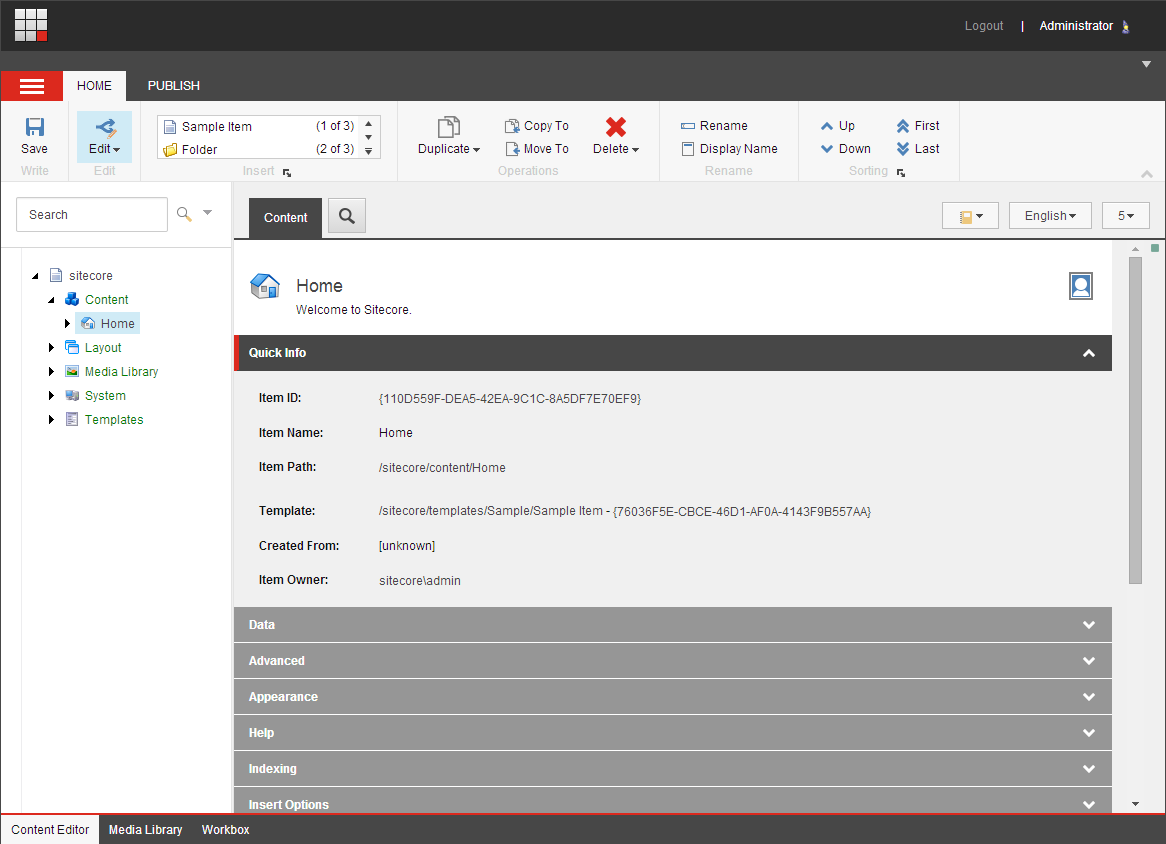 Logout | Administrator
HOME PUBLISH
Save Edit Sample Item (1 of 3) Folder (2 of 3) Duplicate Copy To Move To Delete Rename Display Name Up Down First Last
Write Edit Insert Operations Rename Sorting
Search
Content English 5
sitecore
Content
Home
Layout
Media Library
System
Templates
Home
Welcome to Sitecore.
Quick Info
Item ID: {110D559F-DEA5-42EA-9C1C-8A5DF7E70EF9}
Item Name: Home
Item Path: /sitecore/content/Home
Template: /sitecore/templates/Sample/Sample Item - {76036F5E-CBCE-46D1-AF0A-4143F9B557AA}
Created From: [unknown]
Item Owner: sitecore\admin
Data
Advanced
Appearance
Help
Indexing
Insert Options
Content Editor Media Library Workbox